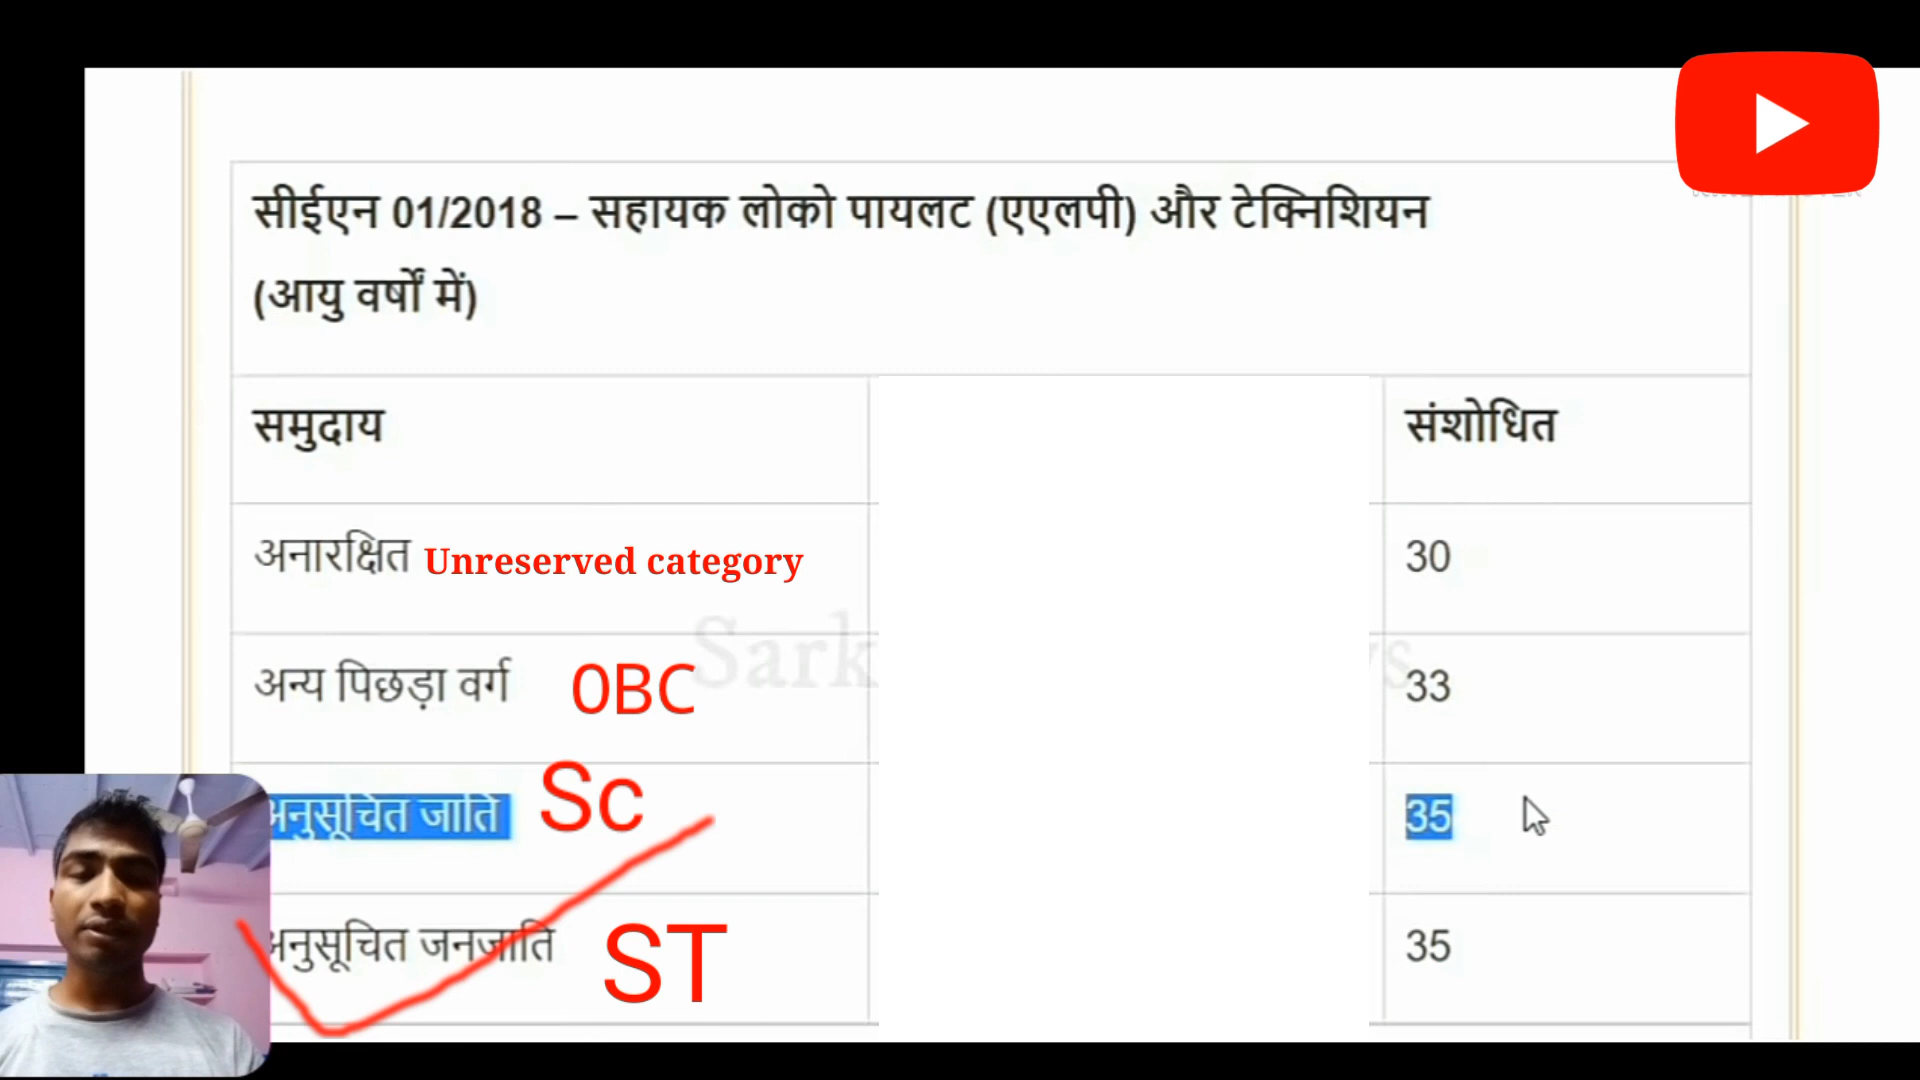 सीईएन 01/2018 – सहायक लोको पायलट (एएलपी) और टेक्निशियन
(आयु वर्षों में)
समुदाय संशोधित
अनारक्षित Unreserved category 30
अन्य पिछड़ा वर्ग OBC 33
अनुसूचित जाति Sc 35
अनुसूचित जनजाति ST 35
Sark